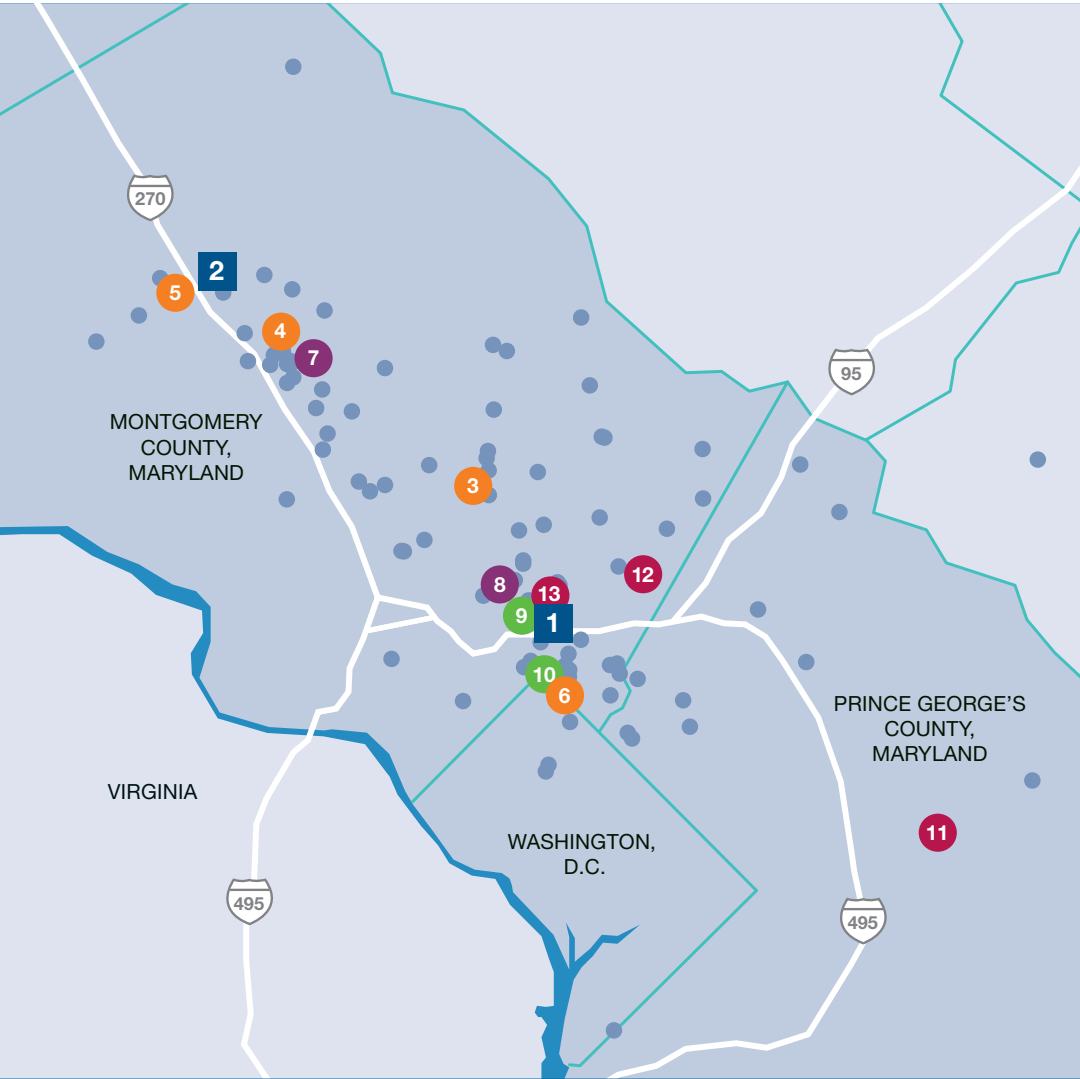 270
2
5
4
7
95
MONTGOMERY
COUNTY,
MARYLAND
3
12
8
13
9
1
10
6
PRINCE GEORGE’S
COUNTY,
MARYLAND
VIRGINIA
11
WASHINGTON,
D.C.
495
495